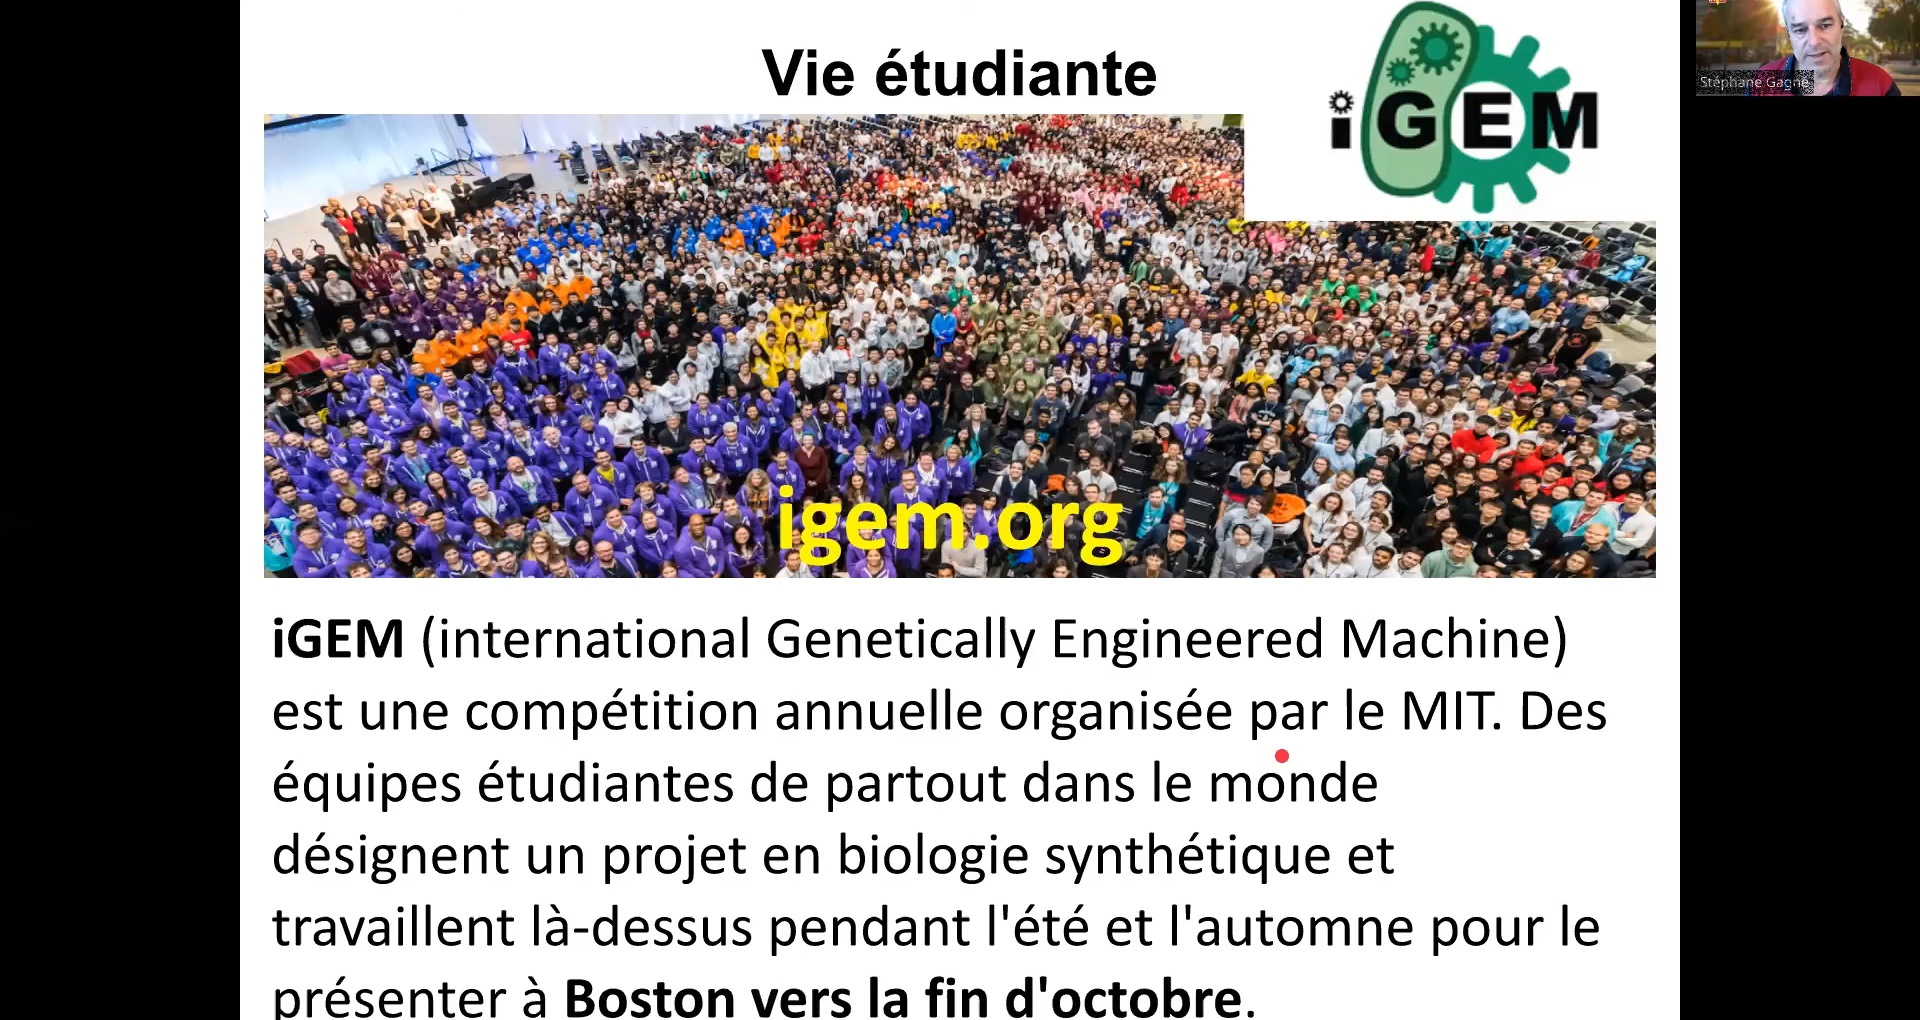 Vie étudiante
iGEM
Stéphane Gagné
igem.org
iGEM (international Genetically Engineered Machine)
est une compétition annuelle organisée par le MIT. Des
équipes étudiantes de partout dans le monde
désignent un projet en biologie synthétique et
travaillent là-dessus pendant l'été et l'automne pour le
présenter à Boston vers la fin d'octobre.